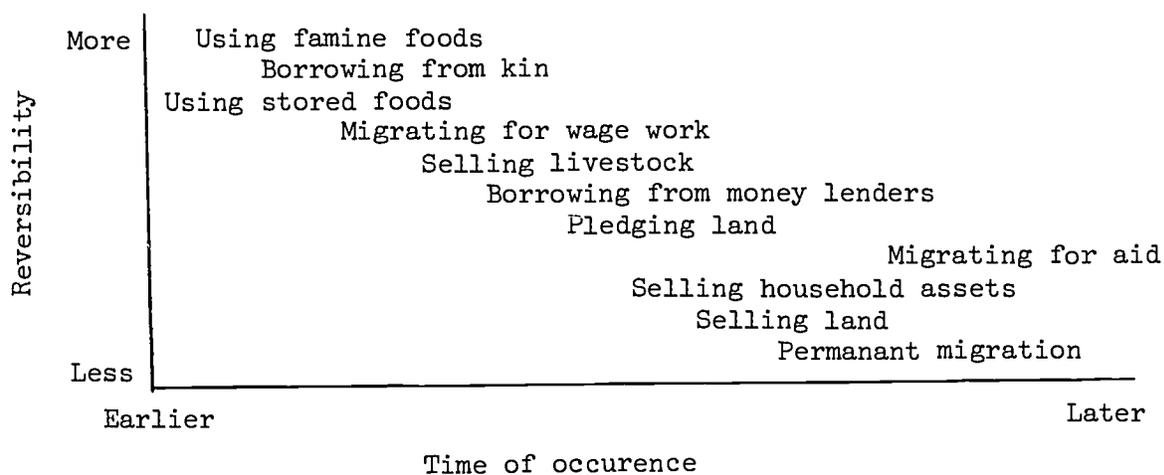 More
Using famine foods
Borrowing from kin
Using stored foods
Migrating for wage work
Selling livestock
Borrowing from money lenders
Pledging land
Migrating for aid
Selling household assets
Selling land
Permanant migration
Less
Reversibility
Earlier
Later
Time of occurence